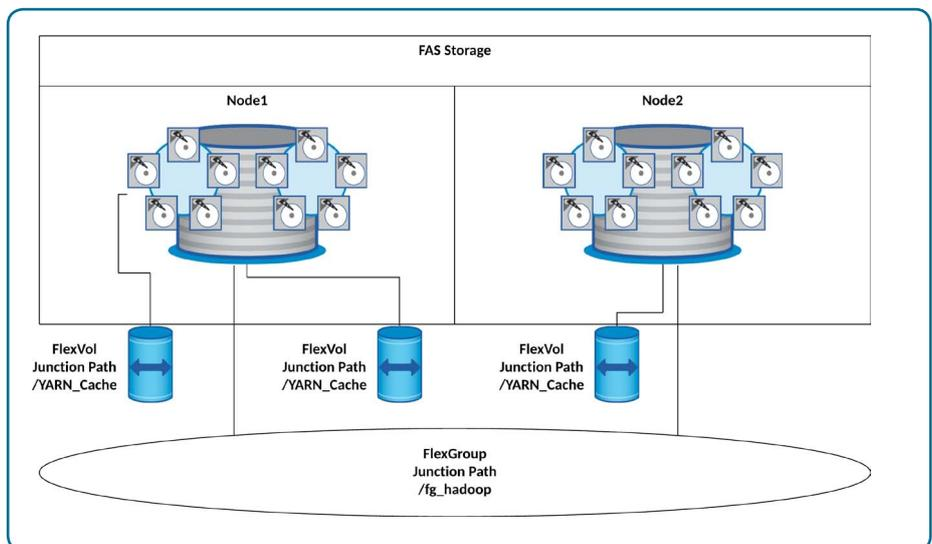 FAS Storage
Node1
Node2
FlexVol
Junction Path
/YARN_Cache
FlexVol
Junction Path
/YARN_Cache
FlexVol
Junction Path
/YARN_Cache
FlexGroup
Junction Path
/fg_hadoop